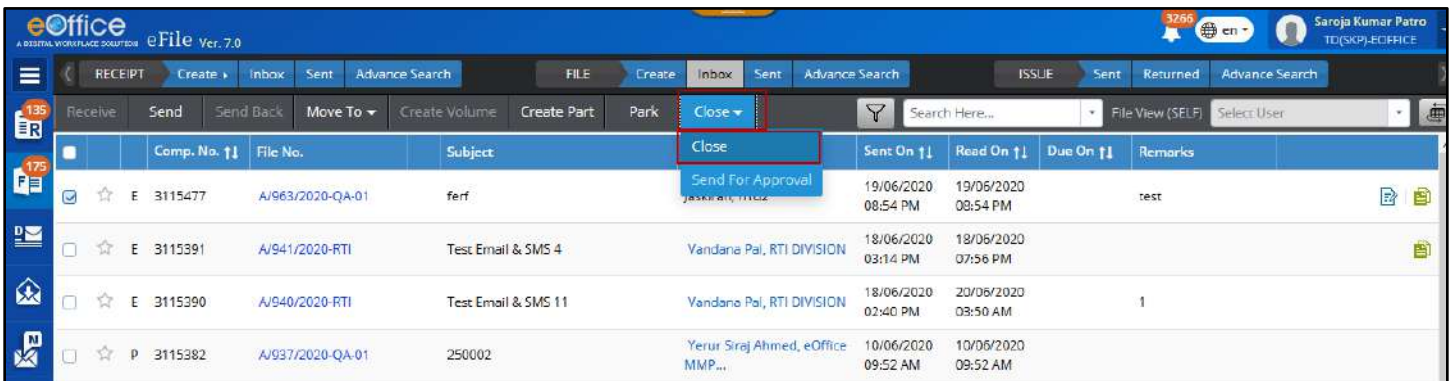 eOffice
A DIGITAL WORKPLACE SOLUTION
eFile Ver. 7.0
3266
en
Saroja Kumar Patro
TD(SKP)-EOFFICE
RECEIPT Create Inbox Sent Advance Search FILE Create Inbox Sent Advance Search ISSUE Sent Returned Advance Search
135
R
Receive Send Send Back Move To Create Volume Create Part Park Close Search Here... File View (SELF) Select User
Comp. No. File No. Subject Sent On Read On Due On Remarks
Close
Send For Approval
175
F
E 3115477 A/963/2020-QA-01 ferf 19/06/2020 08:54 PM 19/06/2020 08:54 PM test
E 3115391 A/941/2020-RTI Test Email & SMS 4 Vandana Pal, RTI DIVISION 18/06/2020 03:14 PM 18/06/2020 07:56 PM
D
E 3115390 A/940/2020-RTI Test Email & SMS 11 Vandana Pal, RTI DIVISION 18/06/2020 02:40 PM 20/06/2020 03:50 AM 1
N
P 3115382 A/937/2020-QA-01 250002 Yerur Siraj Ahmed, eOffice MMP... 10/06/2020 09:52 AM 10/06/2020 09:52 AM